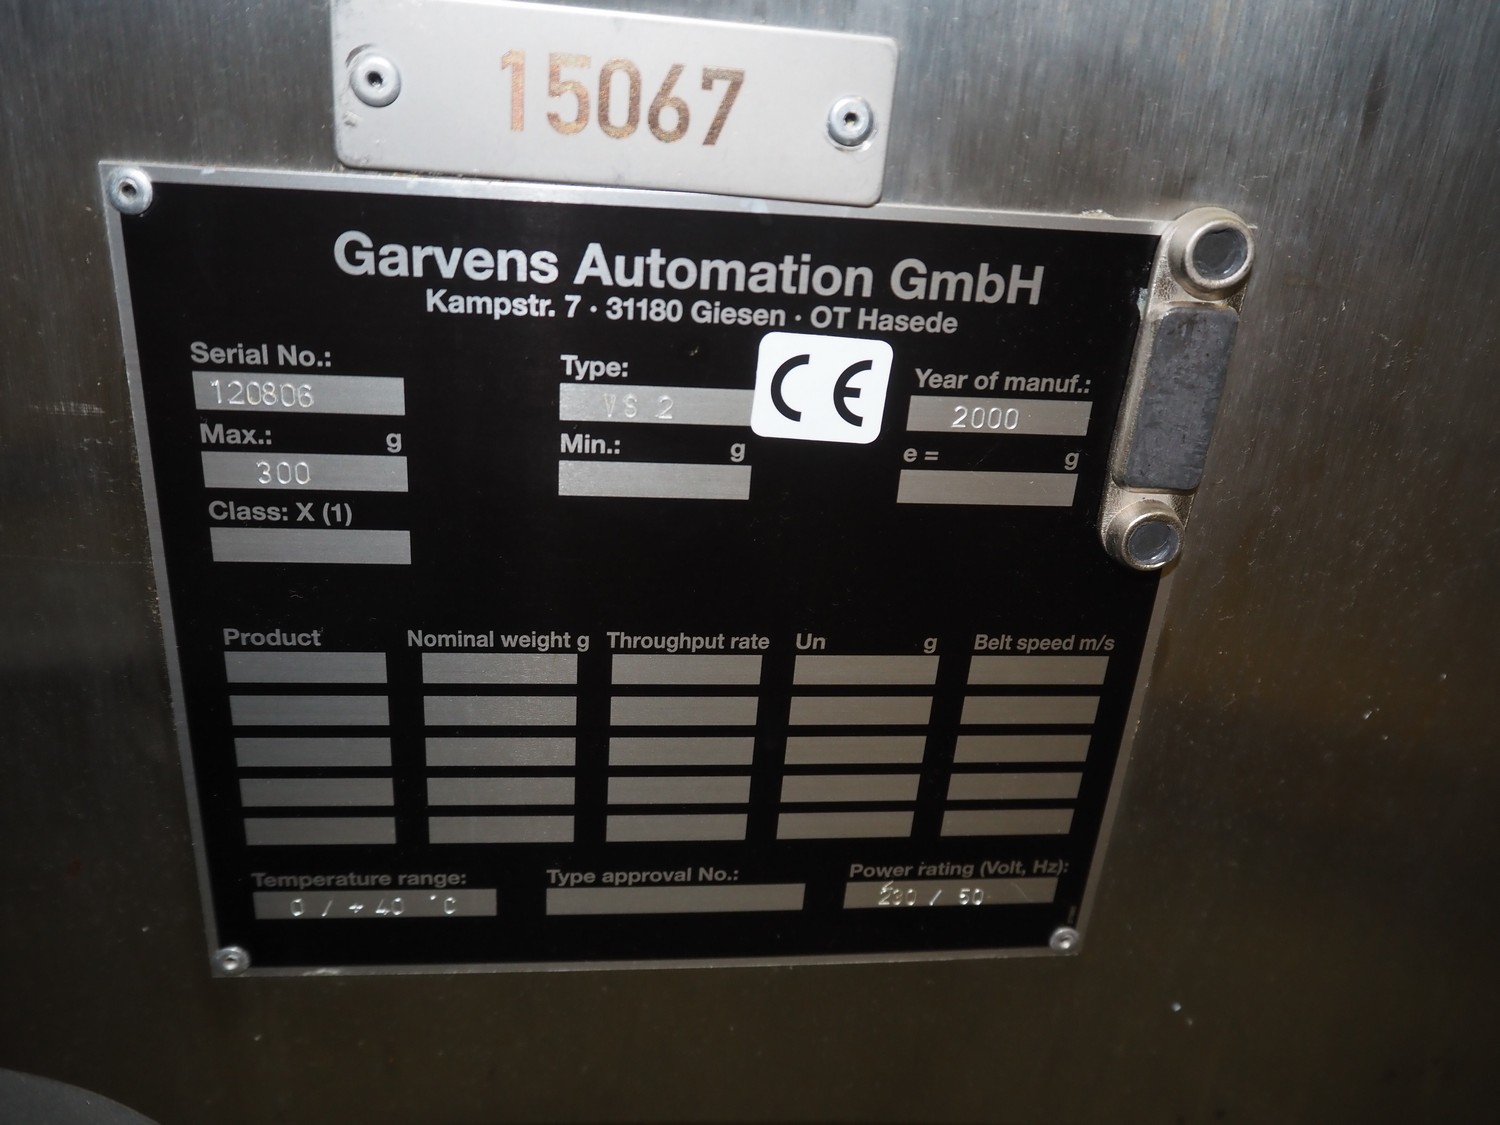 15067
Garvens Automation GmbH
Kampstr. 7 · 31180 Giesen · OT Hasede
Serial No.: Type: CE Year of manuf.:
120806 VS 2 2000
Max.: g Min.: g e = g
300
Class: X (1)
Product Nominal weight g Throughput rate Un g Belt speed m/s
Temperature range: Type approval No.: Power rating (Volt, Hz):
0 / + 40 °C 230 / 50